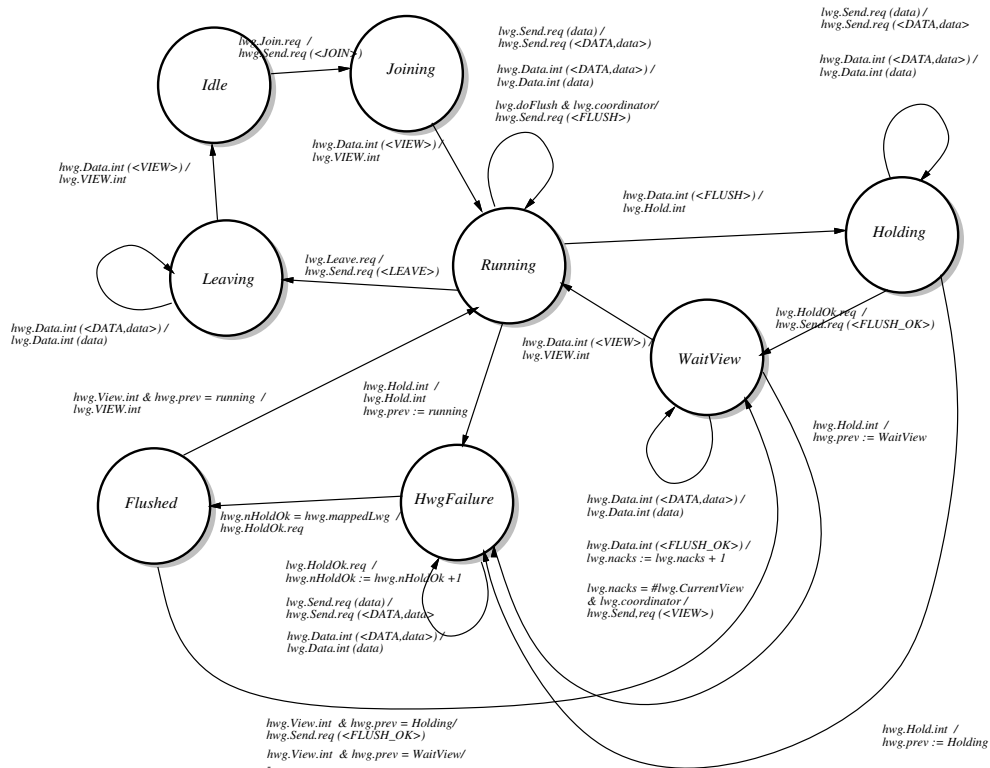 lwg.Join.req /
hwg.Send.req (<JOIN>)
Idle
Joining
lwg.Send.req (data) /
hwg.Send.req (<DATA,data>)
hwg.Data.int (<DATA,data>) /
lwg.Data.int (data)
lwg.doFlush & lwg.coordinator/
hwg.Send.req (<FLUSH>)
lwg.Send.req (data) /
hwg.Send.req (<DATA,data>
hwg.Data.int (<DATA,data>) /
lwg.Data.int (data)
hwg.Data.int (<VIEW>) /
lwg.VIEW.int
hwg.Data.int (<VIEW>) /
lwg.VIEW.int
hwg.Data.int (<FLUSH>) /
lwg.Hold.int
Holding
Leaving
lwg.Leave.req /
hwg.Send.req (<LEAVE>)
Running
hwg.Data.int (<DATA,data>) /
lwg.Data.int (data)
hwg.Data.int (<VIEW>) /
lwg.VIEW.int
lwg.HoldOk.req /
hwg.Send.req (<FLUSH_OK>)
WaitView
hwg.View.int & hwg.prev = running /
lwg.VIEW.int
hwg.Hold.int /
lwg.Hold.int
hwg.prev := running
hwg.Hold.int /
hwg.prev := WaitView
Flushed
HwgFailure
hwg.nHoldOk = hwg.mappedLwg /
hwg.HoldOk.req
hwg.Data.int (<DATA,data>) /
lwg.Data.int (data)
hwg.Data.int (<FLUSH_OK>) /
lwg.nacks := lwg.nacks + 1
lwg.nacks = #lwg.CurrentView
& lwg.coordinator /
hwg.Send,req (<VIEW>)
lwg.HoldOk.req /
hwg.nHoldOk := hwg.nHoldOk +1
lwg.Send.req (data) /
hwg.Send.req (<DATA,data>
hwg.Data.int (<DATA,data>) /
lwg.Data.int (data)
hwg.View.int & hwg.prev = Holding/
hwg.Send.req (<FLUSH_OK>)
hwg.View.int & hwg.prev = WaitView/
-
hwg.Hold.int /
hwg.prev := Holding